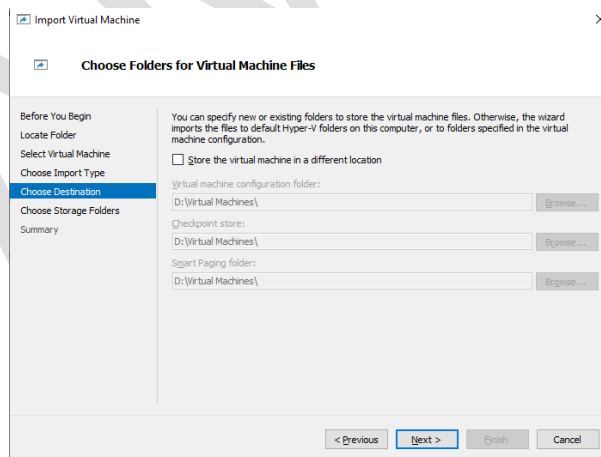 Import Virtual Machine
Choose Folders for Virtual Machine Files
Before You Begin
Locate Folder
Select Virtual Machine
Choose Import Type
Choose Destination
Choose Storage Folders
Summary
You can specify new or existing folders to store the virtual machine files. Otherwise, the wizard
imports the files to default Hyper-V folders on this computer, or to folders specified in the virtual
machine configuration.
Store the virtual machine in a different location
Virtual machine configuration folder:
D:\Virtual Machines\
Browse...
Checkpoint store:
D:\Virtual Machines\
Browse...
Smart Paging folder:
D:\Virtual Machines\
Browse...
< Previous
Next >
Finish
Cancel